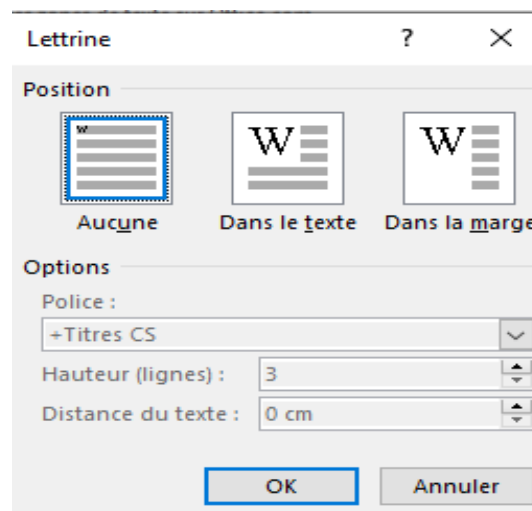 Lettrine ?
Position
W W W
Aucune Dans le texte Dans la marge
Options
Police :
+Titres CS
Hauteur (lignes) : 3
Distance du texte : 0 cm
OK Annuler